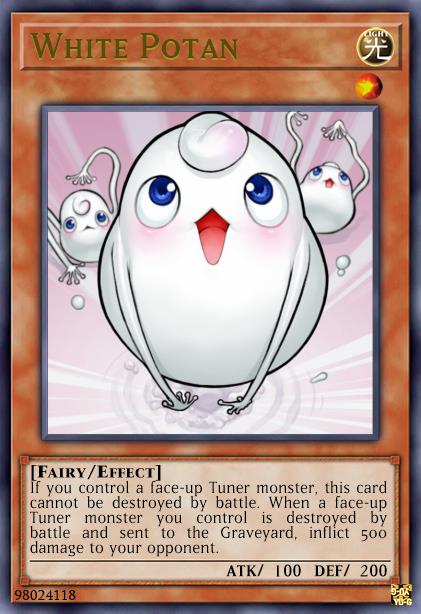 WHITE POTAN
LIGHT
光
[FAIRY/EFFECT]
If you control a face-up Tuner monster, this card
cannot be destroyed by battle. When a face-up
Tuner monster you control is destroyed by
battle and sent to the Graveyard, inflict 500
damage to your opponent.
ATK/ 100 DEF/ 200
98024118